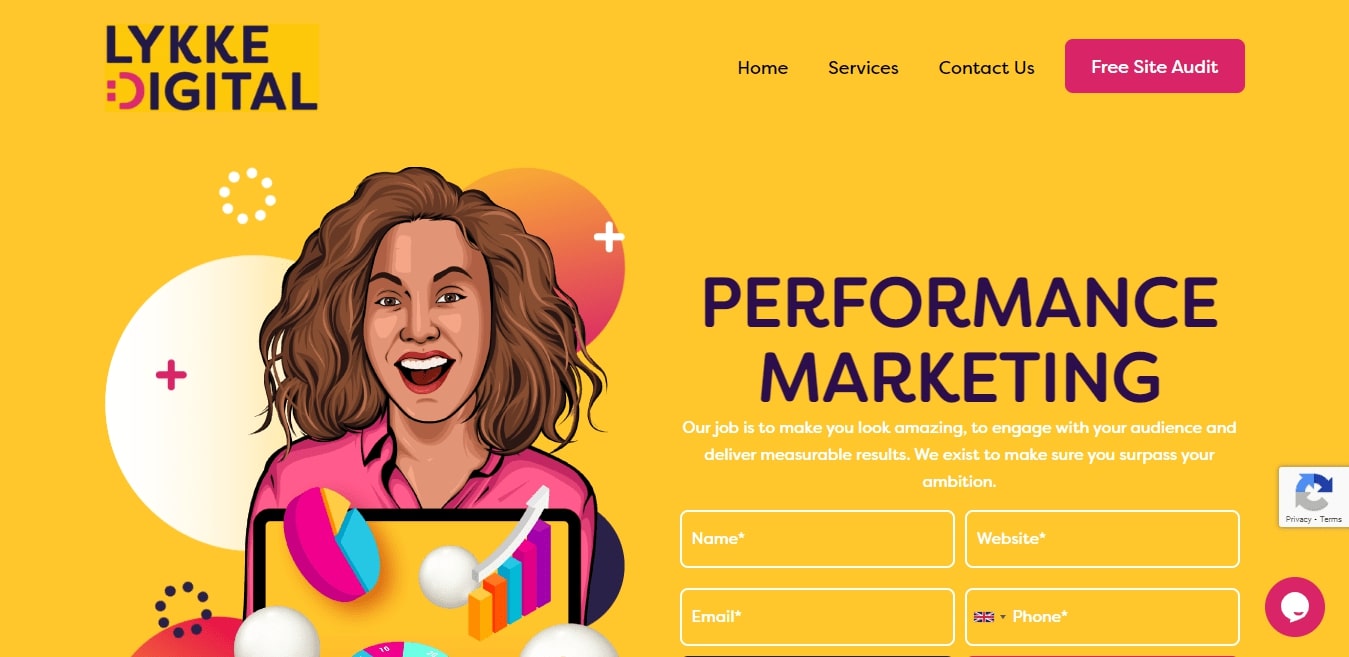 LYKKE
:DIGITAL
Home
Services
Contact Us
Free Site Audit
PERFORMANCE
MARKETING
Our job is to make you look amazing, to engage with your audience and
deliver measurable results. We exist to make sure you surpass your
ambition.
Name*
Website*
Email*
Phone*
Privacy - Terms
10
20